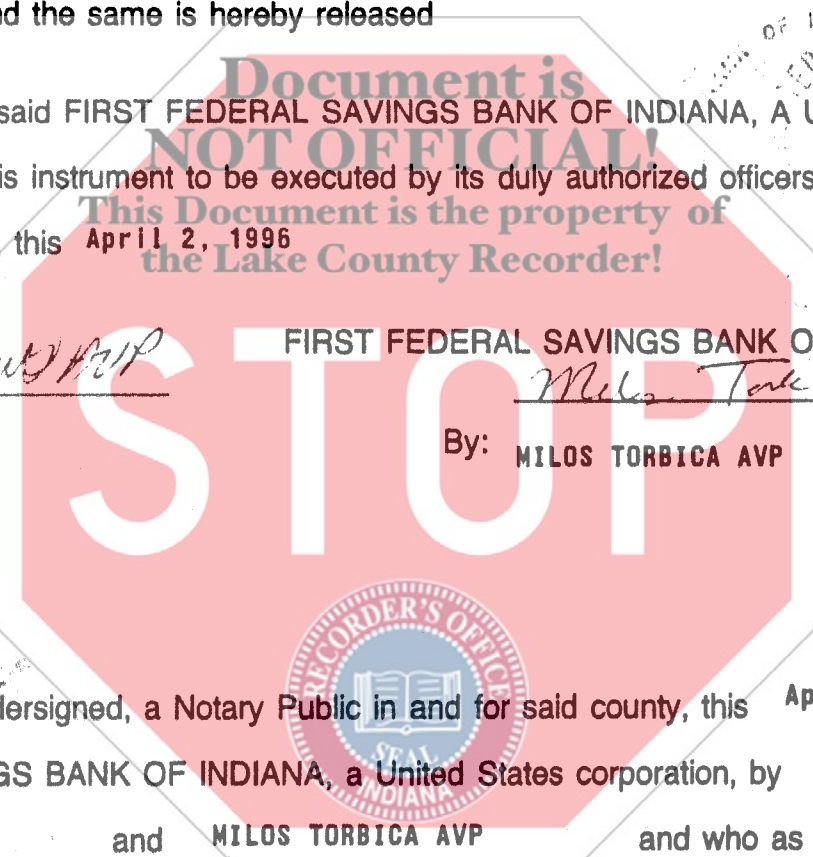 d the same is hereby released
Document is
OF
said FIRST FEDERAL SAVINGS BANK OF INDIANA, A U
NOT OFFICIAL!
is instrument to be executed by its duly authorized officers
This Document is the property of
this April 2, 1996
the Lake County Recorder!
AVP
FIRST FEDERAL SAVINGS BANK O
STOP
By: MILOS TORBICA AVP
RECORDER'S OFFICE
dersigned, a Notary Public in and for said county, this Ap
SEAL
GS BANK OF INDIANA, a United States corporation, by
INDIANA
and MILOS TORBICA AVP and who as